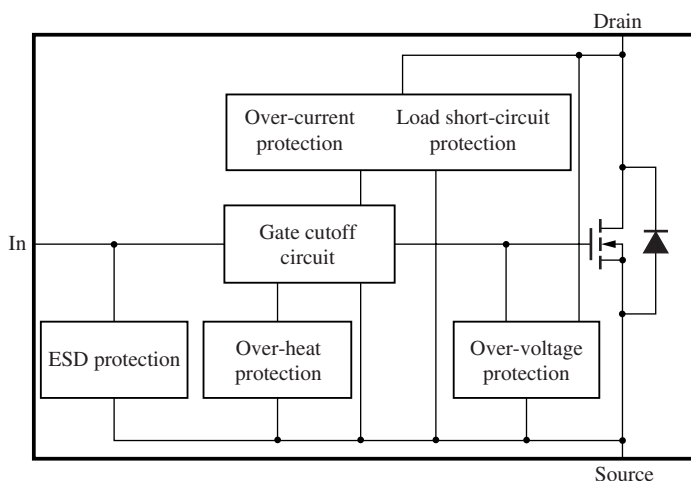 Drain
Over-current
protection
Load short-circuit
protection
In
Gate cutoff
circuit
ESD protection
Over-heat
protection
Over-voltage
protection
Source